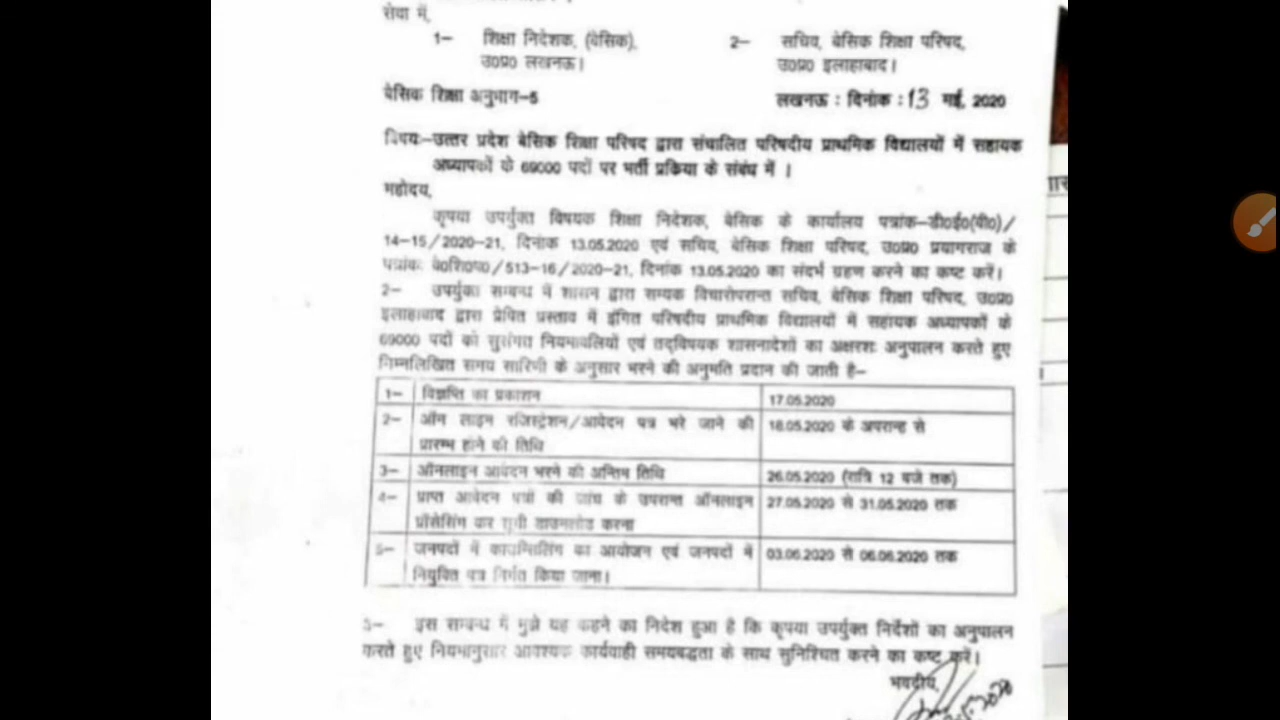 सेवा में,
1– शिक्षा निदेशक, (बेसिक), 2– सचिव, बेसिक शिक्षा परिषद,
उ0प्र0 लखनऊ। उ0प्र0 इलाहाबाद।
बेसिक शिक्षा अनुभाग–5 लखनऊ : दिनांक : 13 मई, 2020
विषयः–उत्तर प्रदेश बेसिक शिक्षा परिषद द्वारा संचालित परिषदीय प्राथमिक विद्यालयों में सहायक
अध्यापकों के 69000 पदों पर भर्ती प्रक्रिया के संबंध में ।
महोदय,
कृपया उपर्युक्त विषयक शिक्षा निदेशक, बेसिक के कार्यालय पत्रांक–डी0ई0(बी0)/
14–15/2020–21, दिनांक 13.05.2020 एवं सचिव, बेसिक शिक्षा परिषद, उ0प्र0 प्रयागराज के
पत्रांकः बे0शि0प0/513–16/2020–21, दिनांक 13.05.2020 का संदर्भ ग्रहण करने का कष्ट करें।
2– उपर्युक्त सम्बन्ध में शासन द्वारा सम्यक विचारोपरान्त सचिव, बेसिक शिक्षा परिषद, उ0प्र0
इलाहाबाद द्वारा प्रेषित प्रस्ताव में इंगित परिषदीय प्राथमिक विद्यालयों में सहायक अध्यापकों के
69000 पदों को सुसंगत नियमावलियों एवं तद्विषयक शासनादेशों का अक्षरशः अनुपालन करते हुए
निम्नलिखित समय सारिणी के अनुसार भरने की अनुमति प्रदान की जाती है–
1– विज्ञप्ति का प्रकाशन 17.05.2020
2– ऑन लाइन रजिस्ट्रेशन/आवेदन पत्र भरे जाने की 18.05.2020 के अपरान्ह से
प्रारम्भ होने की तिथि
3– ऑनलाइन आवेदन भरने की अन्तिम तिथि 26.05.2020 (रात्रि 12 बजे तक)
4– प्राप्त आवेदन पत्रों की जांच के उपरान्त ऑनलाइन 27.05.2020 से 31.05.2020 तक
प्रोसेसिंग कर सूची डाउनलोड करना
5– जनपदों में काउन्सिलिंग का आयोजन एवं जनपदों में 03.06.2020 से 06.06.2020 तक
नियुक्ति पत्र निर्गत किया जाना।
3– इस सम्बन्ध में मुझे यह कहने का निदेश हुआ है कि कृपया उपर्युक्त निर्देशों का अनुपालन
करते हुए नियमानुसार आवश्यक कार्यवाही समयबद्धता के साथ सुनिश्चित करने का कष्ट करें।
भवदीय,